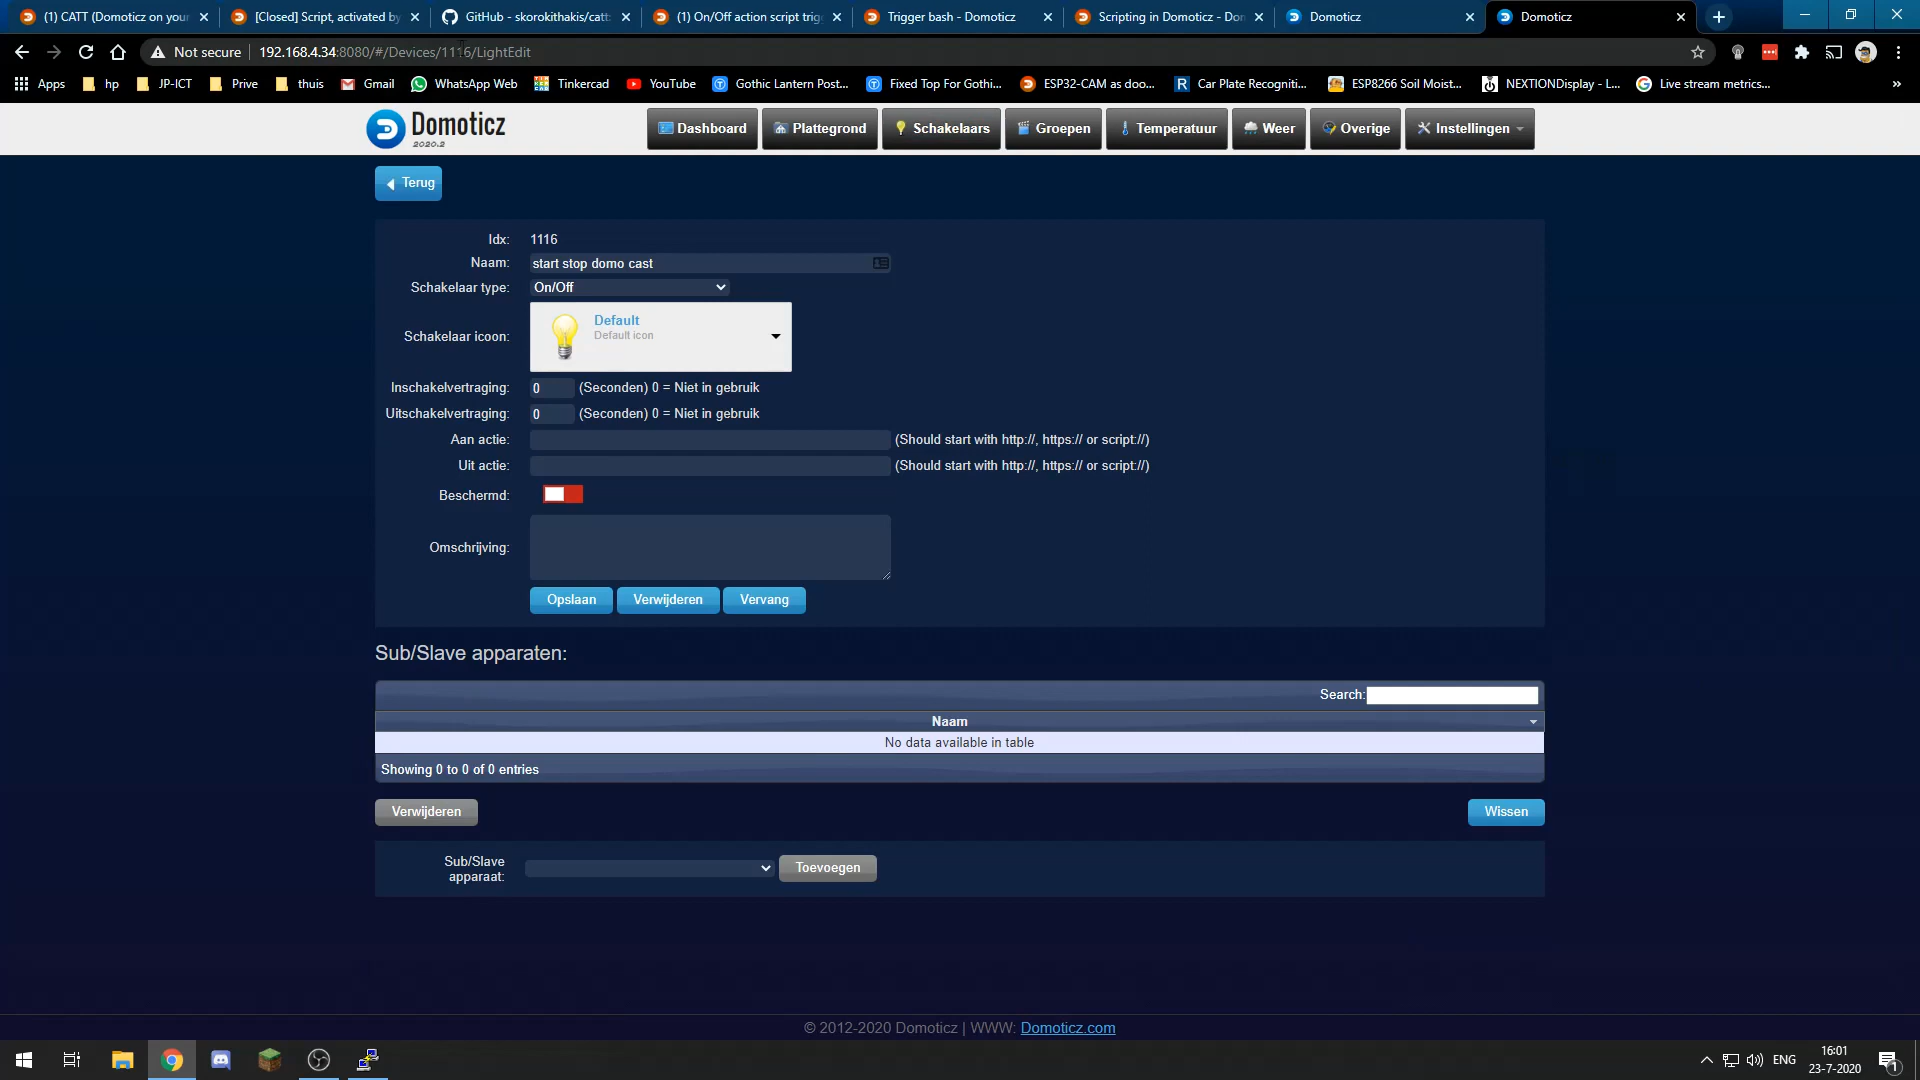 (1) CATT (Domoticz on your
[Closed] Script, activated by
GitHub - skorokithakis/catt:
(1) On/Off action script trig
Trigger bash - Domoticz
Scripting in Domoticz - Don
Domoticz
Domoticz
Not secure
192.168.4.34:8080/#/Devices/1116/LightEdit
Apps
hp
JP-ICT
Prive
thuis
Gmail
WhatsApp Web
Tinkercad
YouTube
Gothic Lantern Post...
Fixed Top For Gothi...
ESP32-CAM as doo...
Car Plate Recogniti...
ESP8266 Soil Moist...
NEXTIONDisplay - L...
Live stream metrics...
Domoticz
2020.2
Dashboard
Plattegrond
Schakelaars
Groepen
Temperatuur
Weer
Overige
Instellingen
Terug
Idx: 1116
Naam: start stop domo cast
Schakelaar type: On/Off
Schakelaar icoon:
Default
Default icon
Inschakelvertraging: 0 (Seconden) 0 = Niet in gebruik
Uitschakelvertraging: 0 (Seconden) 0 = Niet in gebruik
Aan actie: (Should start with http://, https:// or script://)
Uit actie: (Should start with http://, https:// or script://)
Beschermd:
Omschrijving:
Opslaan
Verwijderen
Vervang
Sub/Slave apparaten:
Search:
Naam
No data available in table
Showing 0 to 0 of 0 entries
Verwijderen
Wissen
Sub/Slave
apparaat:
Toevoegen
© 2012-2020 Domoticz | WWW: Domoticz.com
ENG
16:01
23-7-2020
1